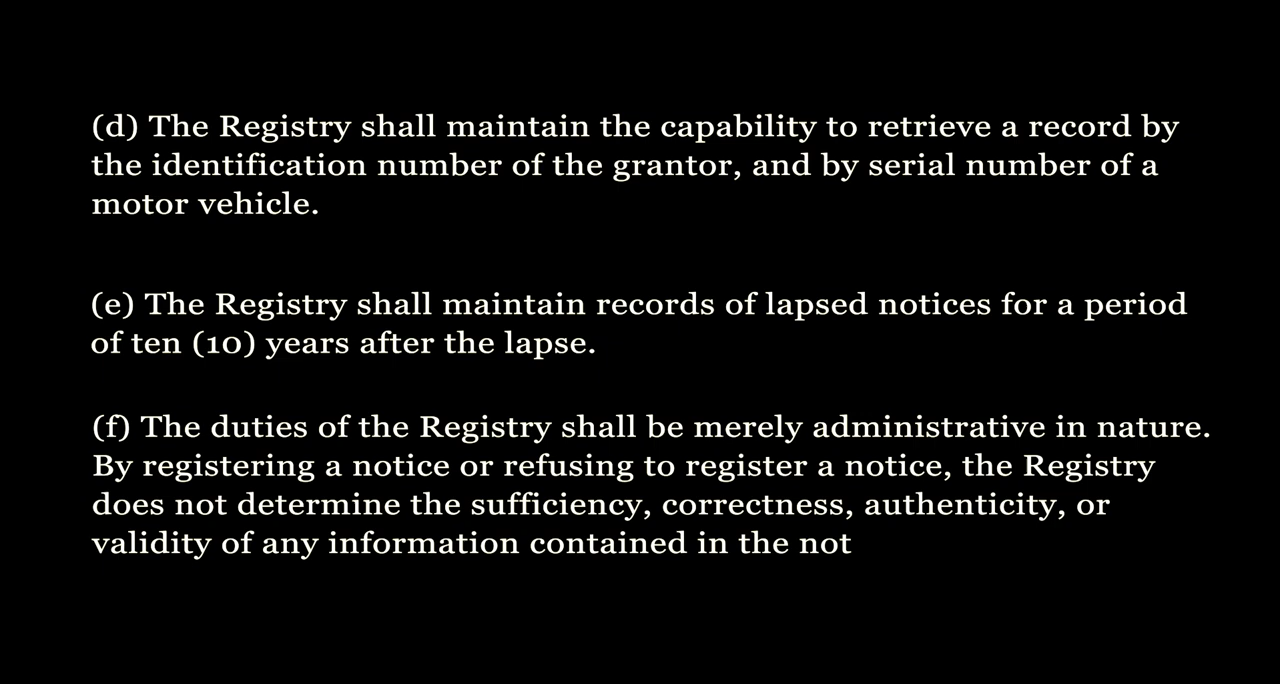 (d) The Registry shall maintain the capability to retrieve a record by
the identification number of the grantor, and by serial number of a
motor vehicle.
(e) The Registry shall maintain records of lapsed notices for a period
of ten (10) years after the lapse.
(f) The duties of the Registry shall be merely administrative in nature.
By registering a notice or refusing to register a notice, the Registry
does not determine the sufficiency, correctness, authenticity, or
validity of any information contained in the not